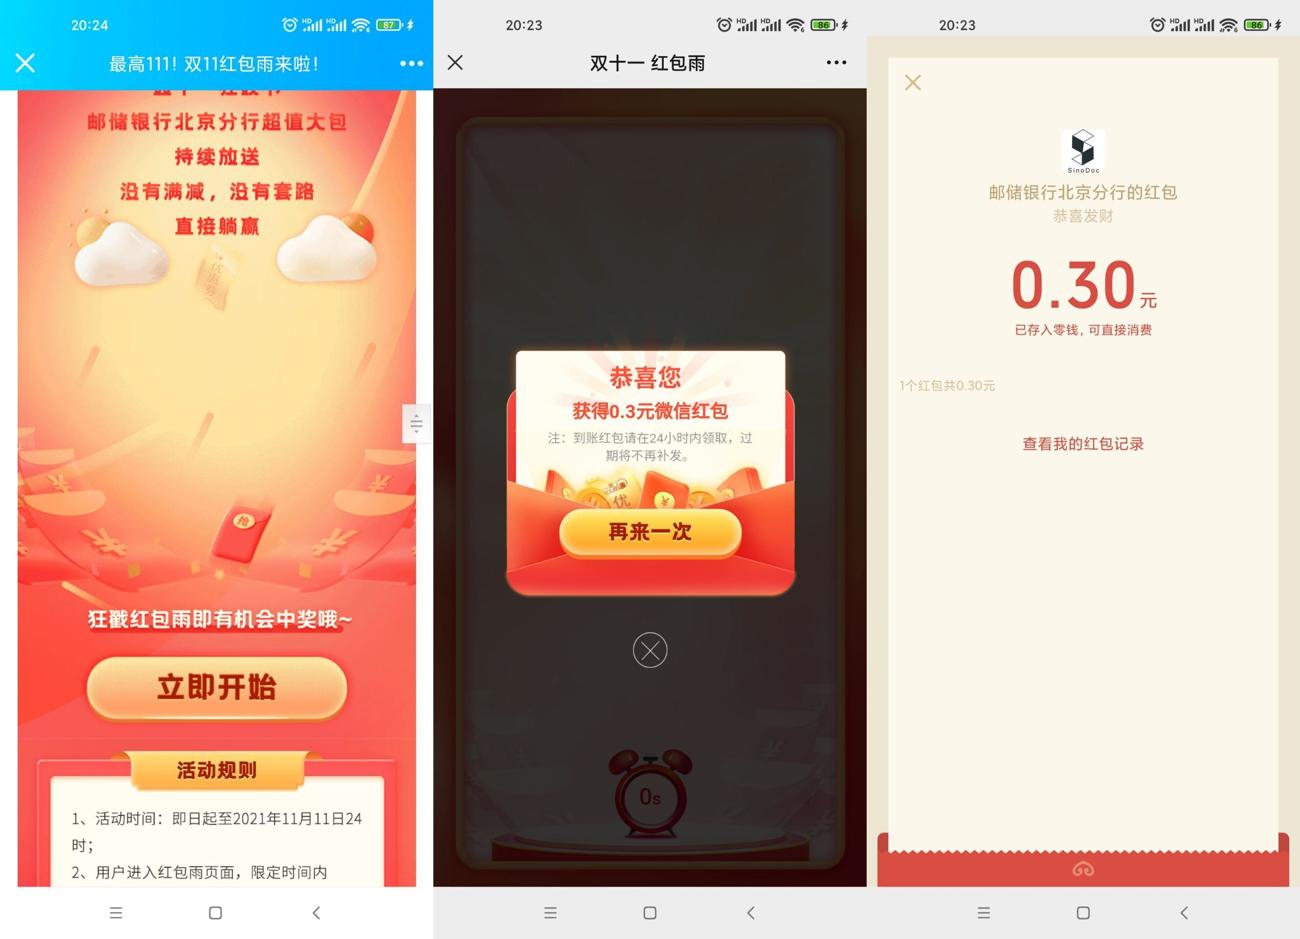 20:24
87
最高111！双11红包雨来啦！
邮储银行北京分行超值大包
持续放送
没有满减，没有套路
直接躺赢
优惠券
抢
狂戳红包雨即有机会中奖哦~
立即开始
活动规则
1、活动时间：即日起至2021年11月11日24
时；
2、用户进入红包雨页面，限定时间内
20:23
86
双十一 红包雨
恭喜您
获得0.3元微信红包
注：到账红包请在24小时内领取，过
期将不再补发。
优
再来一次
0s
20:23
86
SinoDoc
邮储银行北京分行的红包
恭喜发财
0.30元
已存入零钱，可直接消费
1个红包共0.30元
查看我的红包记录